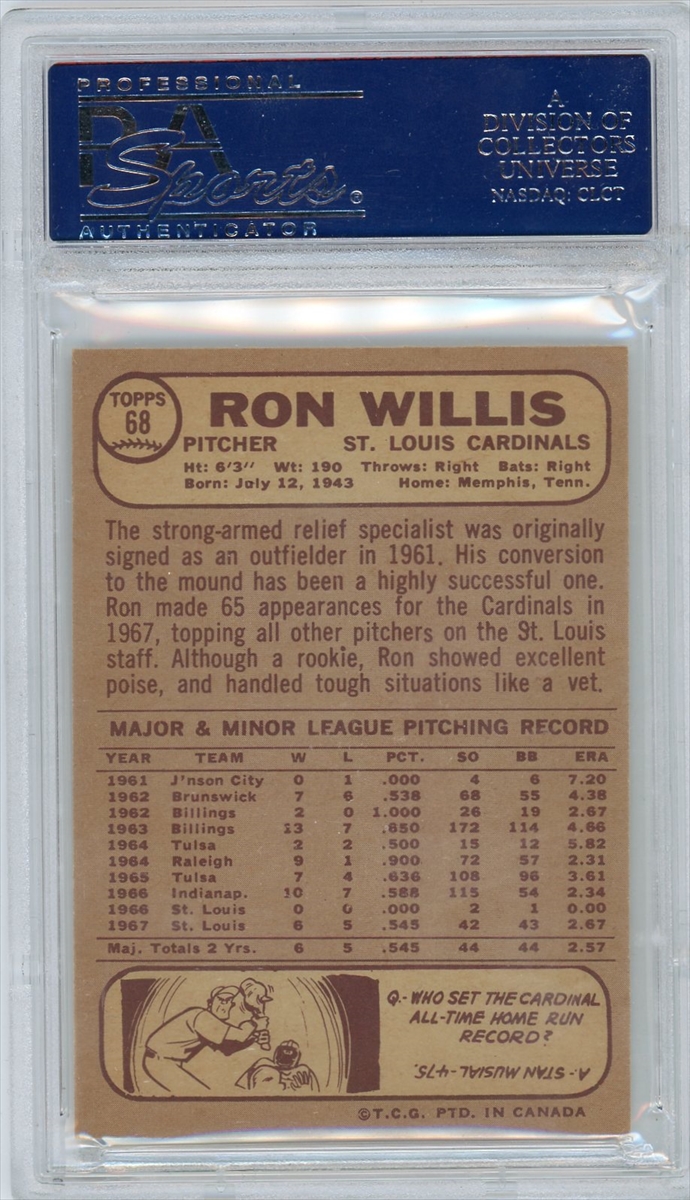 PROFESSIONAL
PSA
Sports®
AUTHENTICATOR
A
DIVISION OF
COLLECTORS
UNIVERSE
NASDAQ: CLCT
TOPPS
68
RON WILLIS
PITCHER ST. LOUIS CARDINALS
Ht: 6'3" Wt: 190 Throws: Right Bats: Right
Born: July 12, 1943 Home: Memphis, Tenn.
The strong-armed relief specialist was originally
signed as an outfielder in 1961. His conversion
to the mound has been a highly successful one.
Ron made 65 appearances for the Cardinals in
1967, topping all other pitchers on the St. Louis
staff. Although a rookie, Ron showed excellent
poise, and handled tough situations like a vet.
MAJOR & MINOR LEAGUE PITCHING RECORD
YEAR TEAM W L PCT. SO BB ERA
1961 J'nson City 0 1 .000 4 6 7.20
1962 Brunswick 7 6 .538 68 55 4.38
1962 Billings 2 0 1.000 26 19 2.67
1963 Billings 13 7 .650 172 114 4.66
1964 Tulsa 2 2 .500 15 12 5.82
1964 Raleigh 9 1 .900 72 57 2.31
1965 Tulsa 7 4 .636 108 96 3.61
1966 Indianap. 10 7 .588 115 54 2.34
1966 St. Louis 0 0 .000 2 1 0.00
1967 St. Louis 6 5 .545 42 43 2.67
Maj. Totals 2 Yrs. 6 5 .545 44 44 2.57
Q.- WHO SET THE CARDINAL
ALL-TIME HOME RUN
RECORD?
A.- STAN MUSIAL - 475.
©T.C.G. PTD. IN CANADA